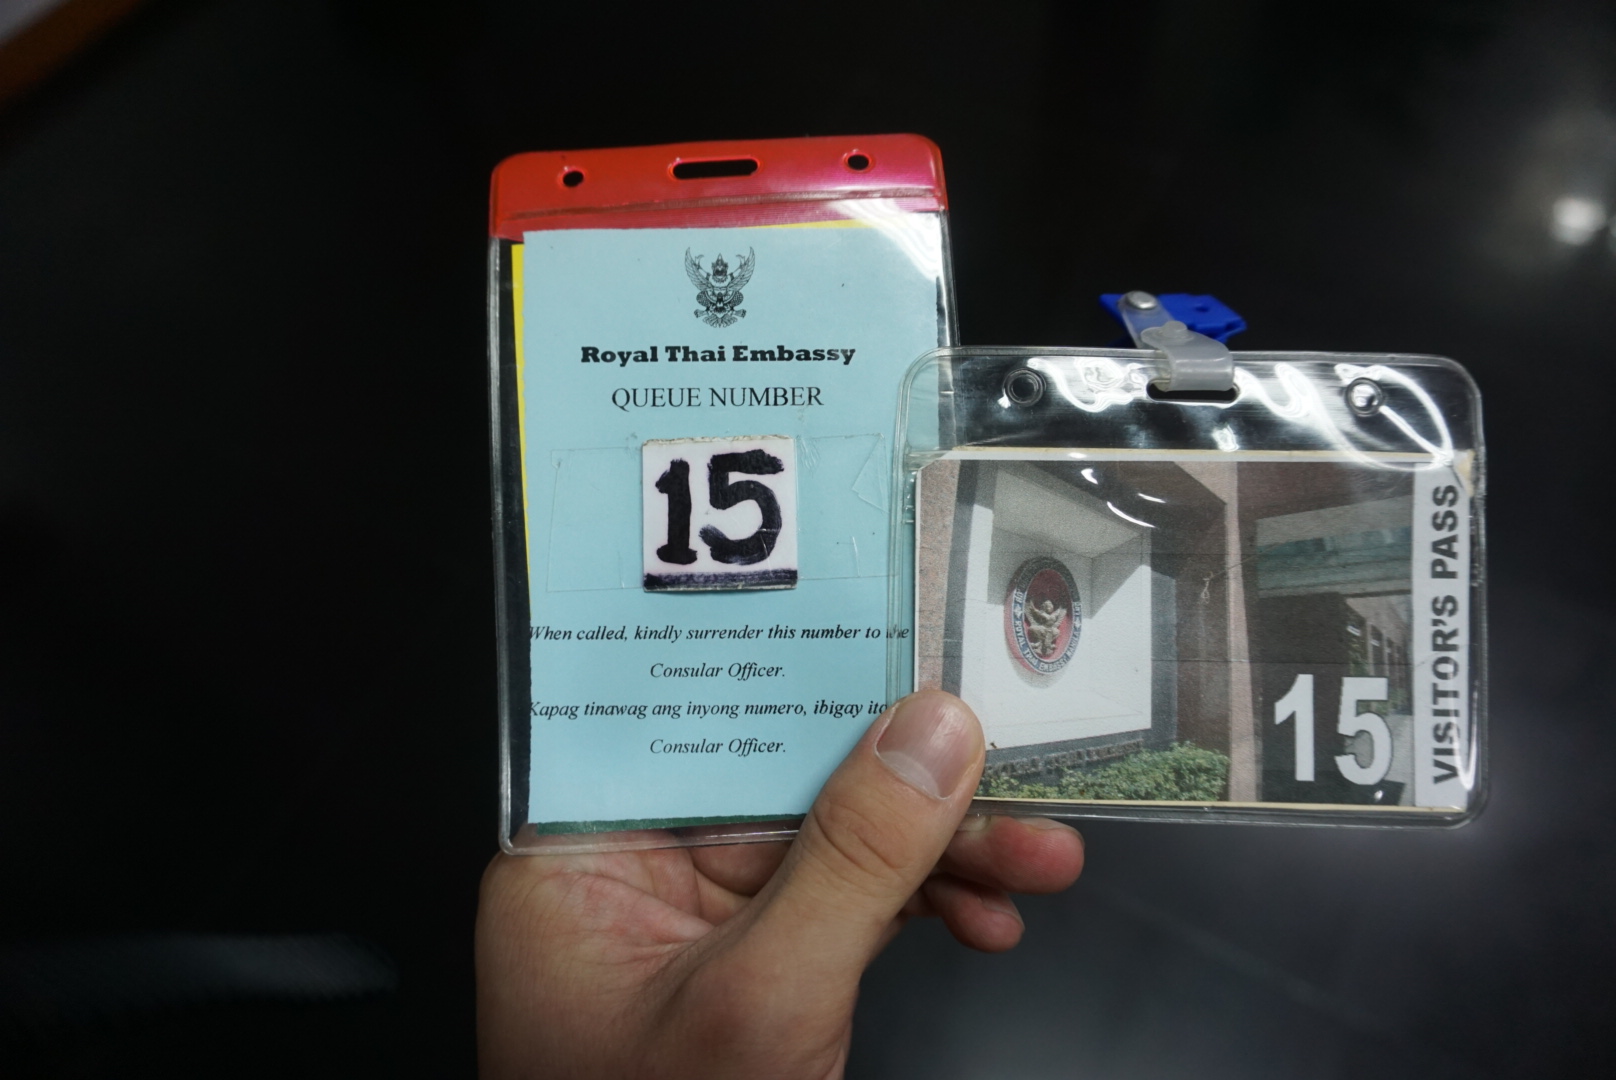 Royal Thai Embassy
QUEUE NUMBER
15
When called, kindly surrender this number to the
Consular Officer.
Kapag tinawag ang inyong numero, ibigay ito
Consular Officer.
15
VISITOR'S PASS